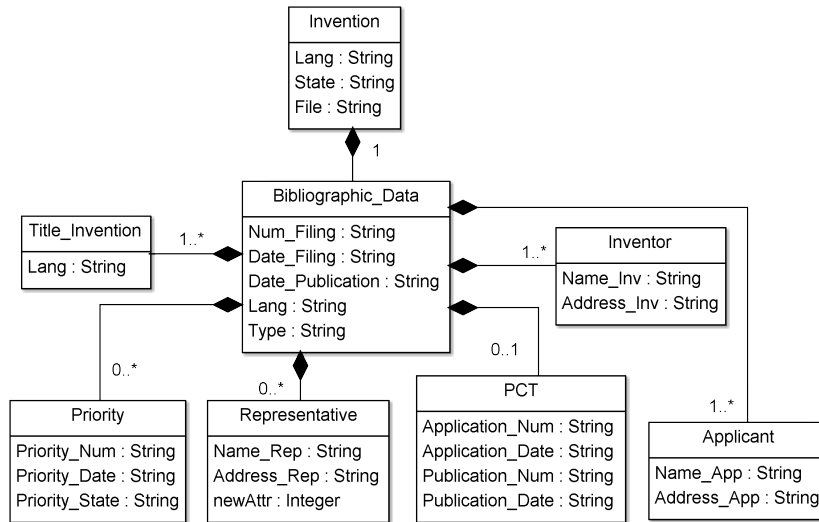 Invention
Lang : String
State : String
File : String
1
Bibliographic_Data
Num_Filing : String
Date_Filing : String
Date_Publication : String
Lang : String
Type : String
Title_Invention
Lang : String
1..*
Inventor
Name_Inv : String
Address_Inv : String
1..*
0..*
0..*
0..1
1..*
Priority
Priority_Num : String
Priority_Date : String
Priority_State : String
Representative
Name_Rep : String
Address_Rep : String
newAttr : Integer
PCT
Application_Num : String
Application_Date : String
Publication_Num : String
Publication_Date : String
Applicant
Name_App : String
Address_App : String